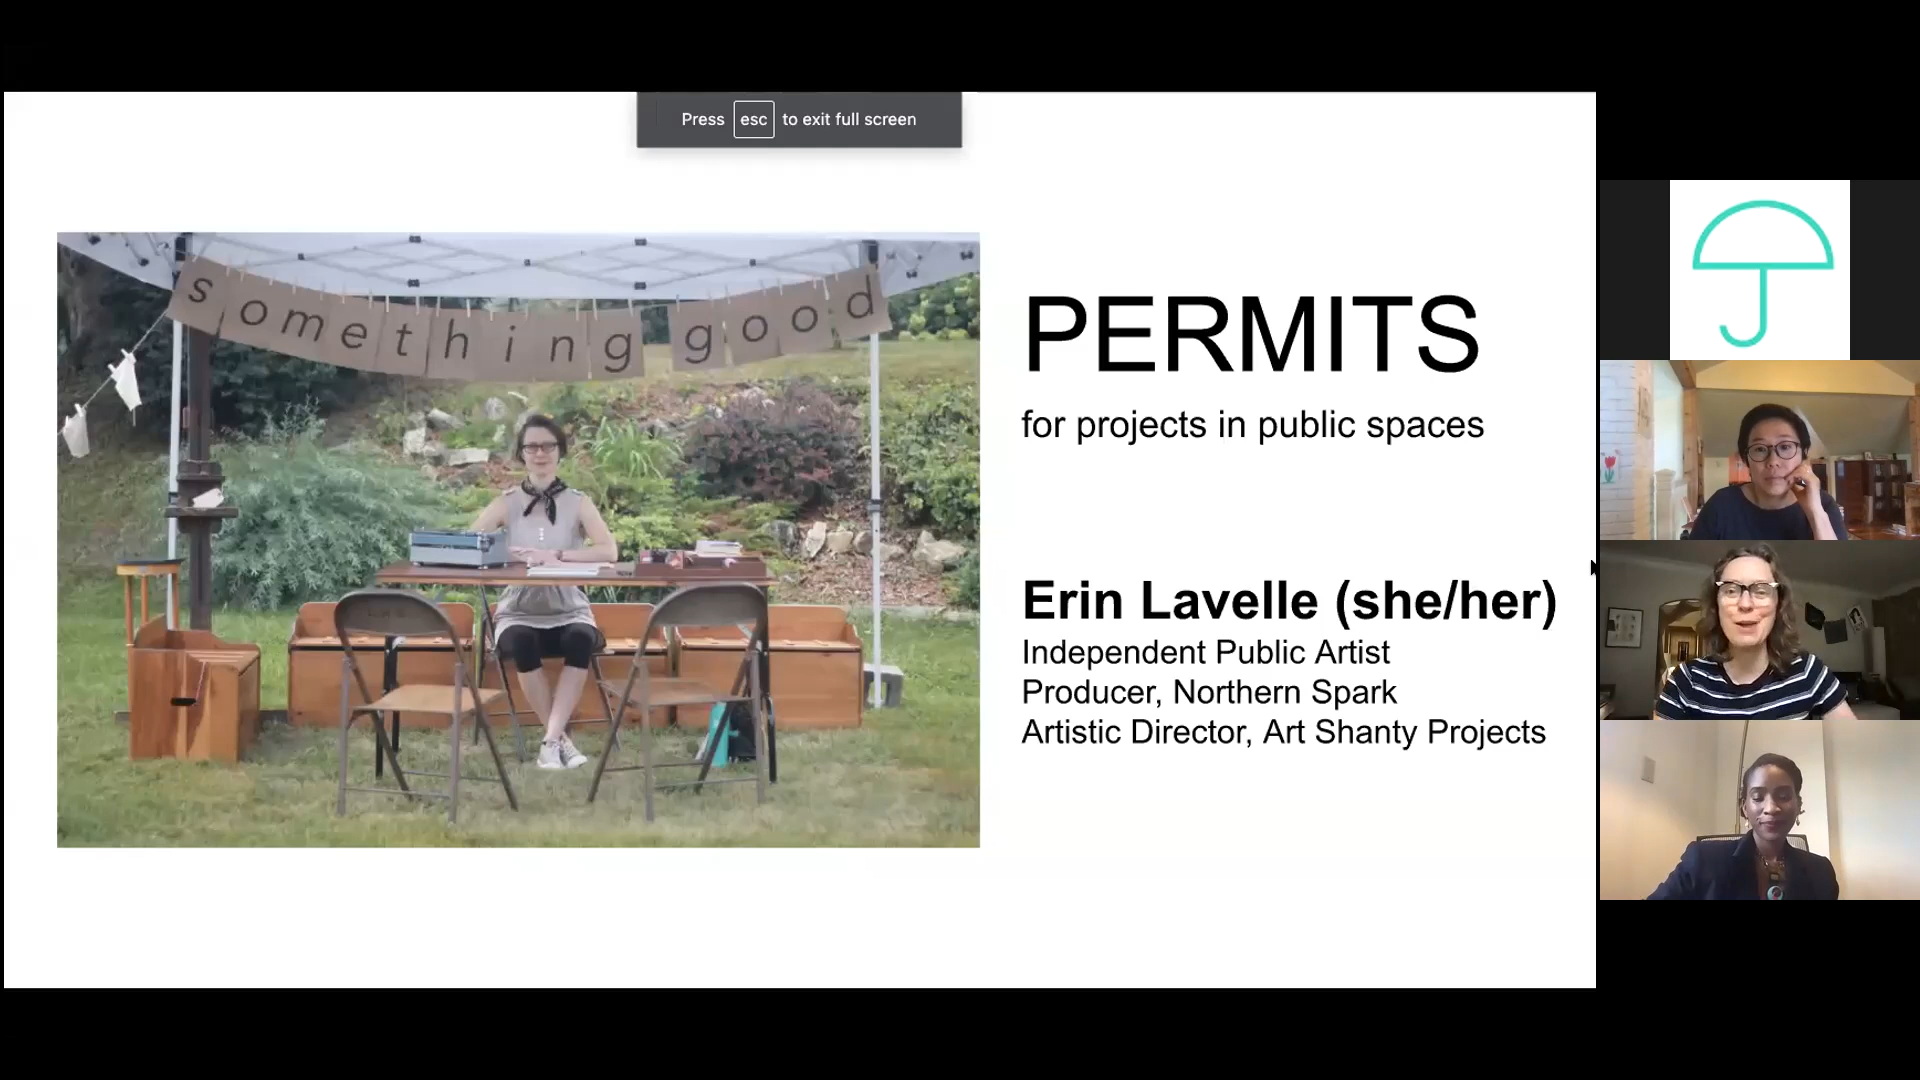 Press esc to exit full screen
something good
PERMITS
for projects in public spaces
Erin Lavelle (she/her)
Independent Public Artist
Producer, Northern Spark
Artistic Director, Art Shanty Projects